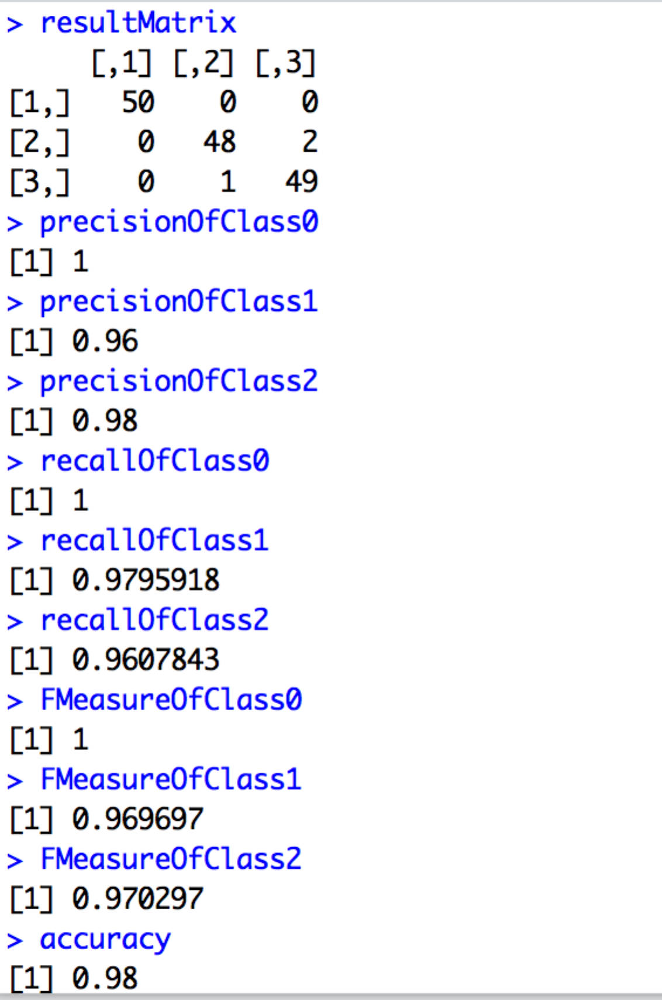 > resultMatrix
     [,1] [,2] [,3]
[1,]   50    0    0
[2,]    0   48    2
[3,]    0    1   49
> precisionOfClass0
[1] 1
> precisionOfClass1
[1] 0.96
> precisionOfClass2
[1] 0.98
> recallOfClass0
[1] 1
> recallOfClass1
[1] 0.9795918
> recallOfClass2
[1] 0.9607843
> FMeasureOfClass0
[1] 1
> FMeasureOfClass1
[1] 0.969697
> FMeasureOfClass2
[1] 0.970297
> accuracy
[1] 0.98